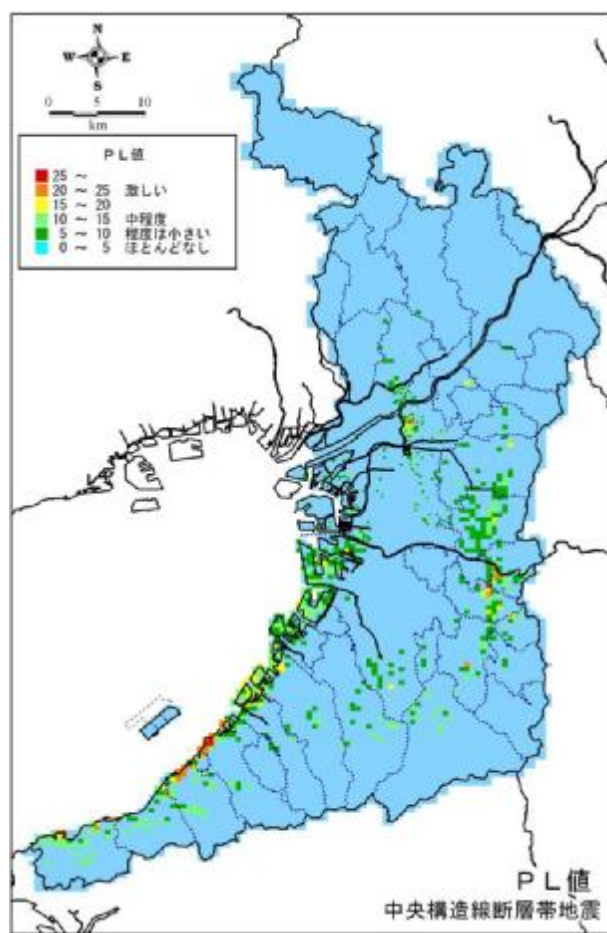 N
W E
S
0 5 10
km
PL値
25 ～
20 ～ 25 激しい
15 ～ 20
10 ～ 15 中程度
5 ～ 10 程度は小さい
0 ～ 5 ほとんどなし
PL値
中央構造線断層帯地震